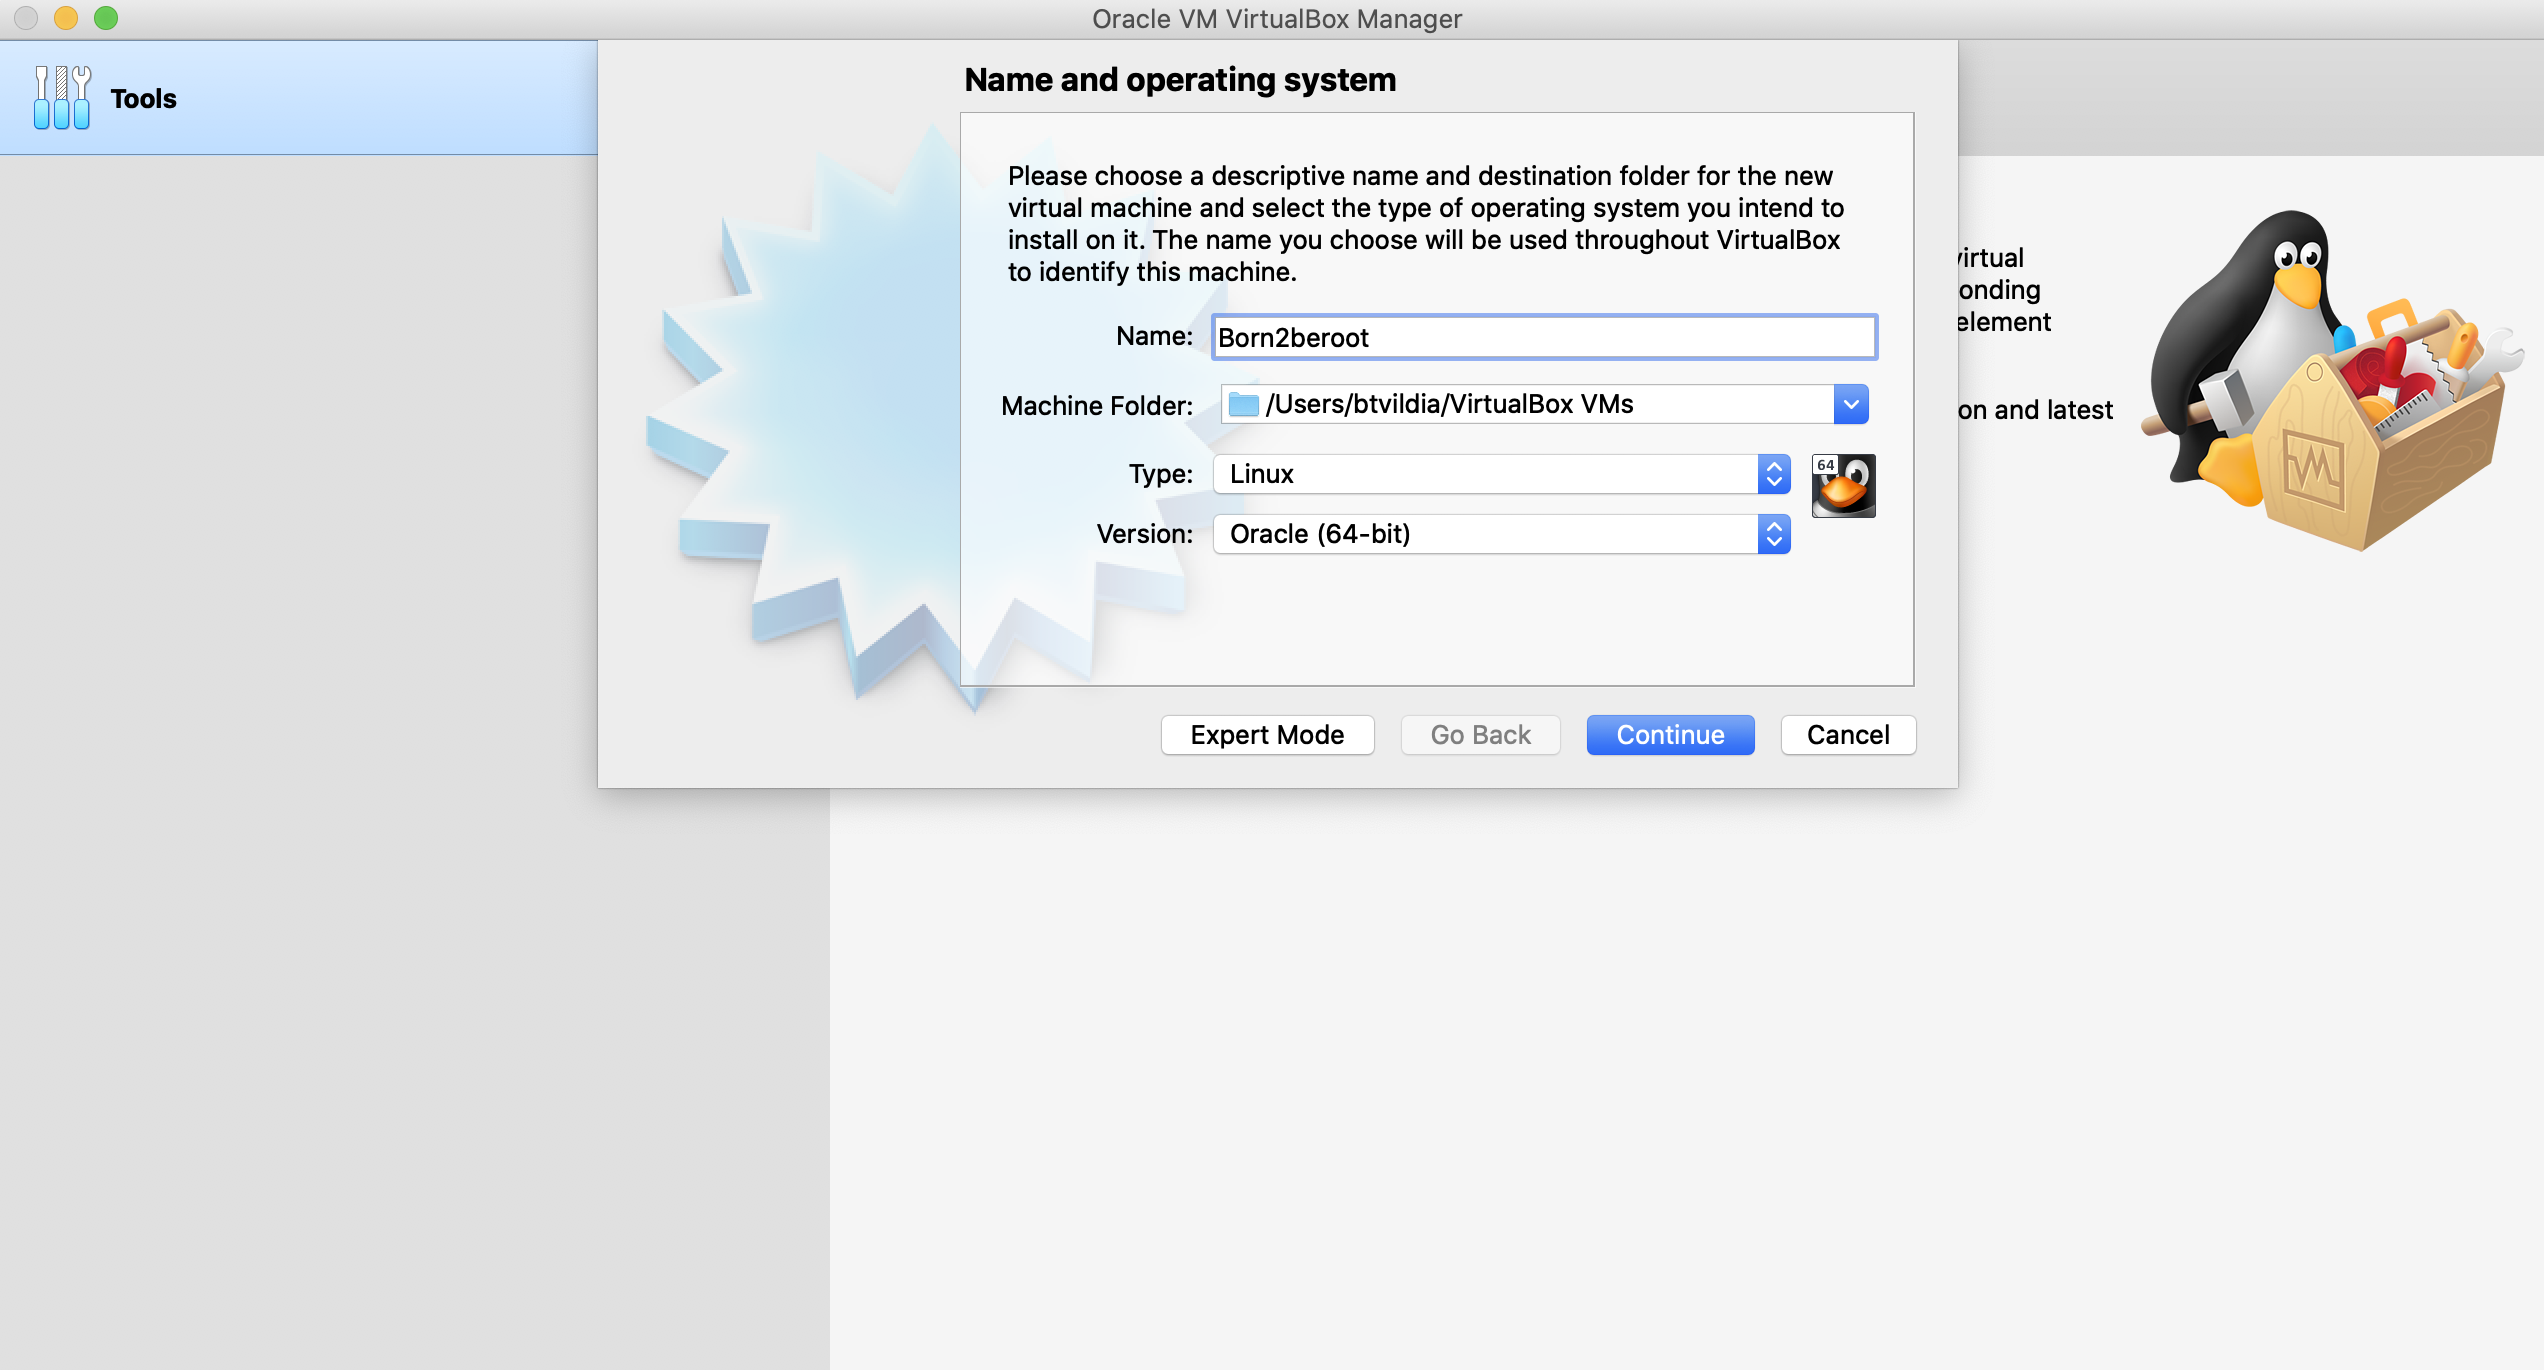 Oracle VM VirtualBox Manager
Tools
Name and operating system
Please choose a descriptive name and destination folder for the new
virtual machine and select the type of operating system you intend to
install on it. The name you choose will be used throughout VirtualBox
to identify this machine.
Name: Born2beroot
Machine Folder: /Users/btvildia/VirtualBox VMs
Type: Linux
64
Version: Oracle (64-bit)
Expert Mode Go Back Continue Cancel
irtual
onding
element
on and latest